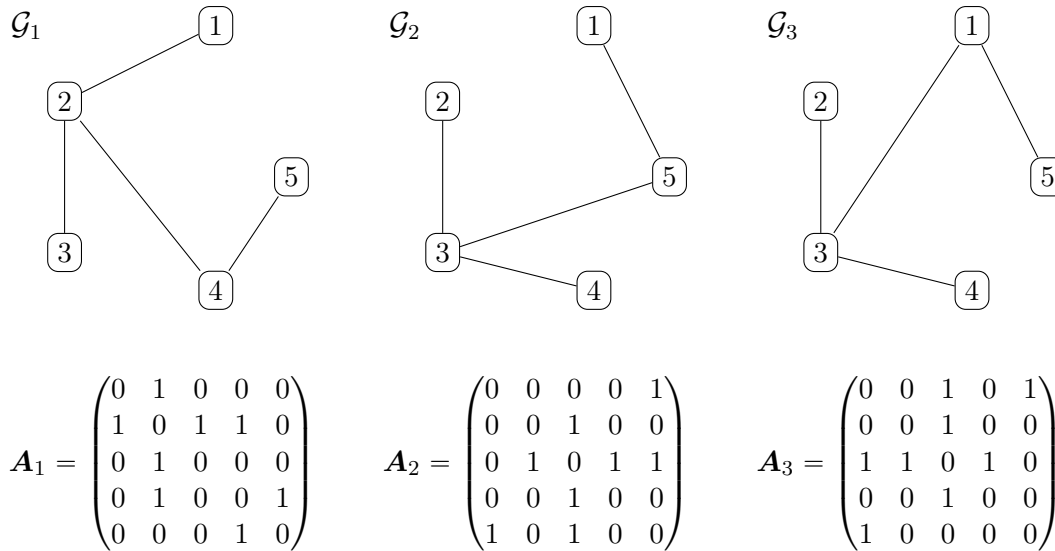 𝒢₁ 𝒢₂ 𝒢₃
1 1 1
2 2 2
5 5 5
3 3 3
4 4 4
0 1 0 0 0 0 0 0 0 1 0 0 1 0 1
1 0 1 1 0 0 0 1 0 0 0 0 1 0 0
A₁ = 0 1 0 0 0 A₂ = 0 1 0 1 1 A₃ = 1 1 0 1 0
0 1 0 0 1 0 0 1 0 0 0 0 1 0 0
0 0 0 1 0 1 0 1 0 0 1 0 0 0 0